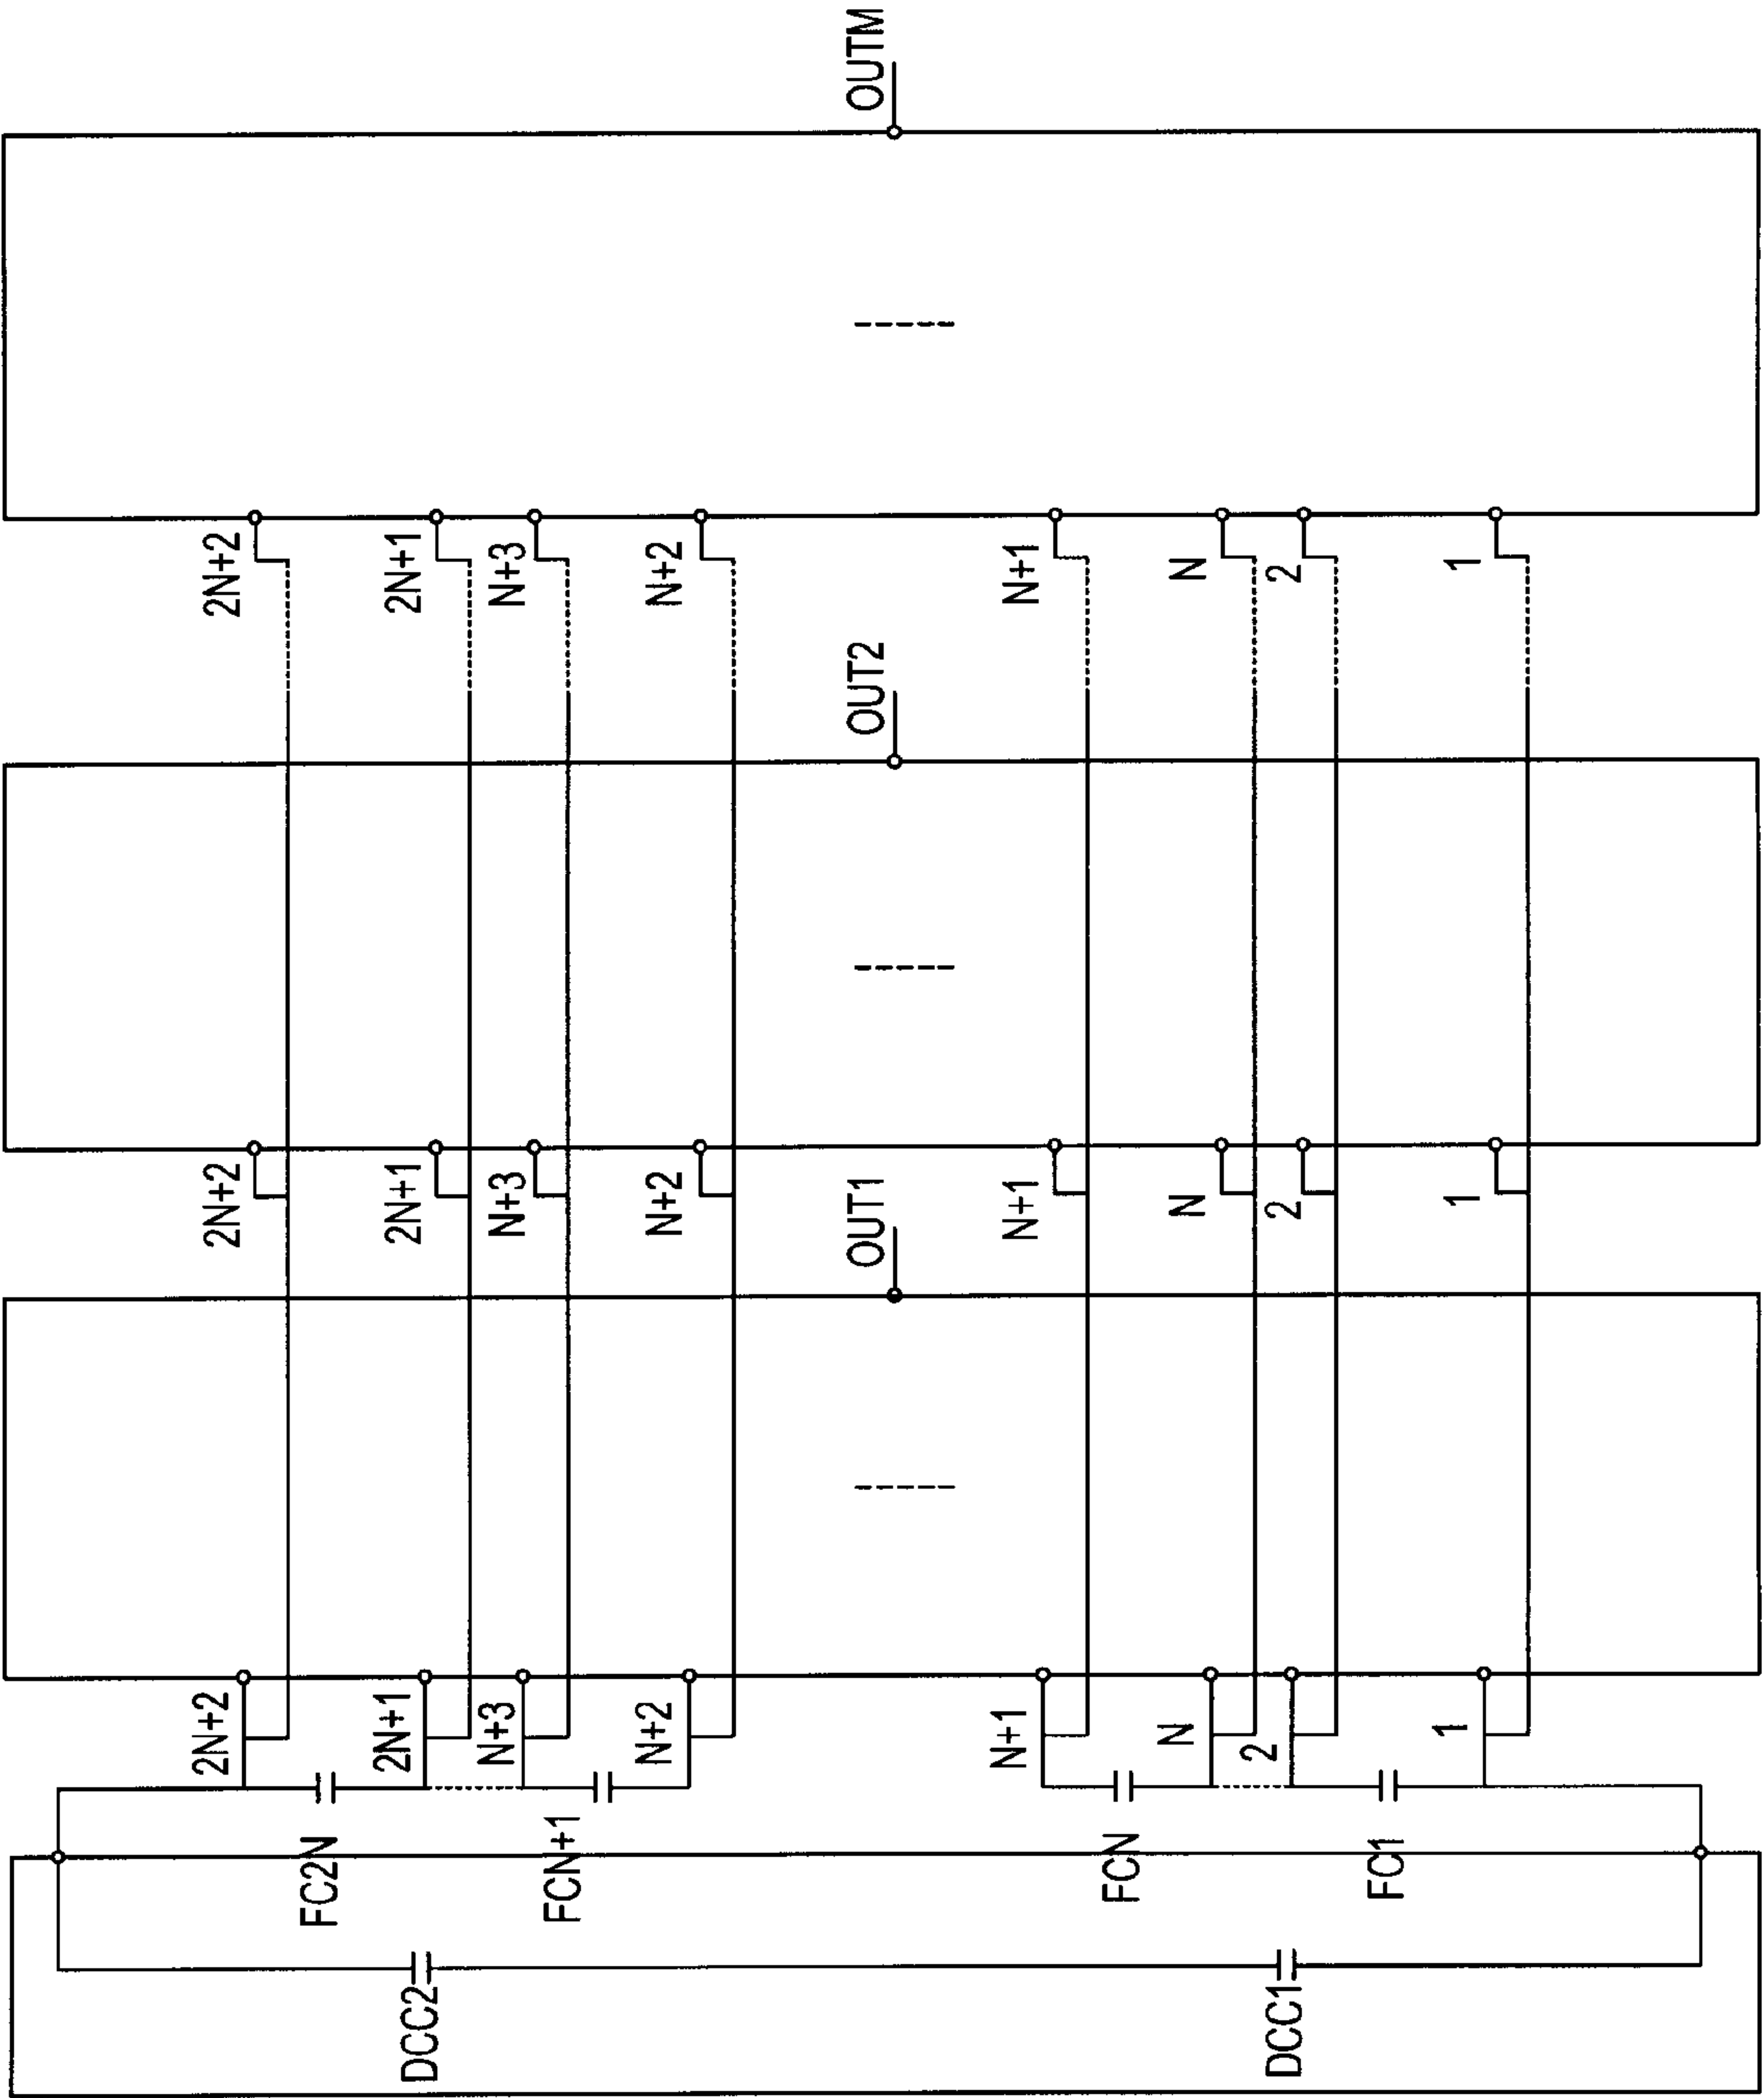 OUTM
2N+2
2N+1
N+3
N+2
N+1
N
2
1
OUT2
2N+2
2N+1
N+3
N+2
N+1
N
2
1
OUT1
2N+2
2N+1
N+3
N+2
N+1
N
2
1
FC2N
FCN+1
FCN
FC1
DCC2
DCC1